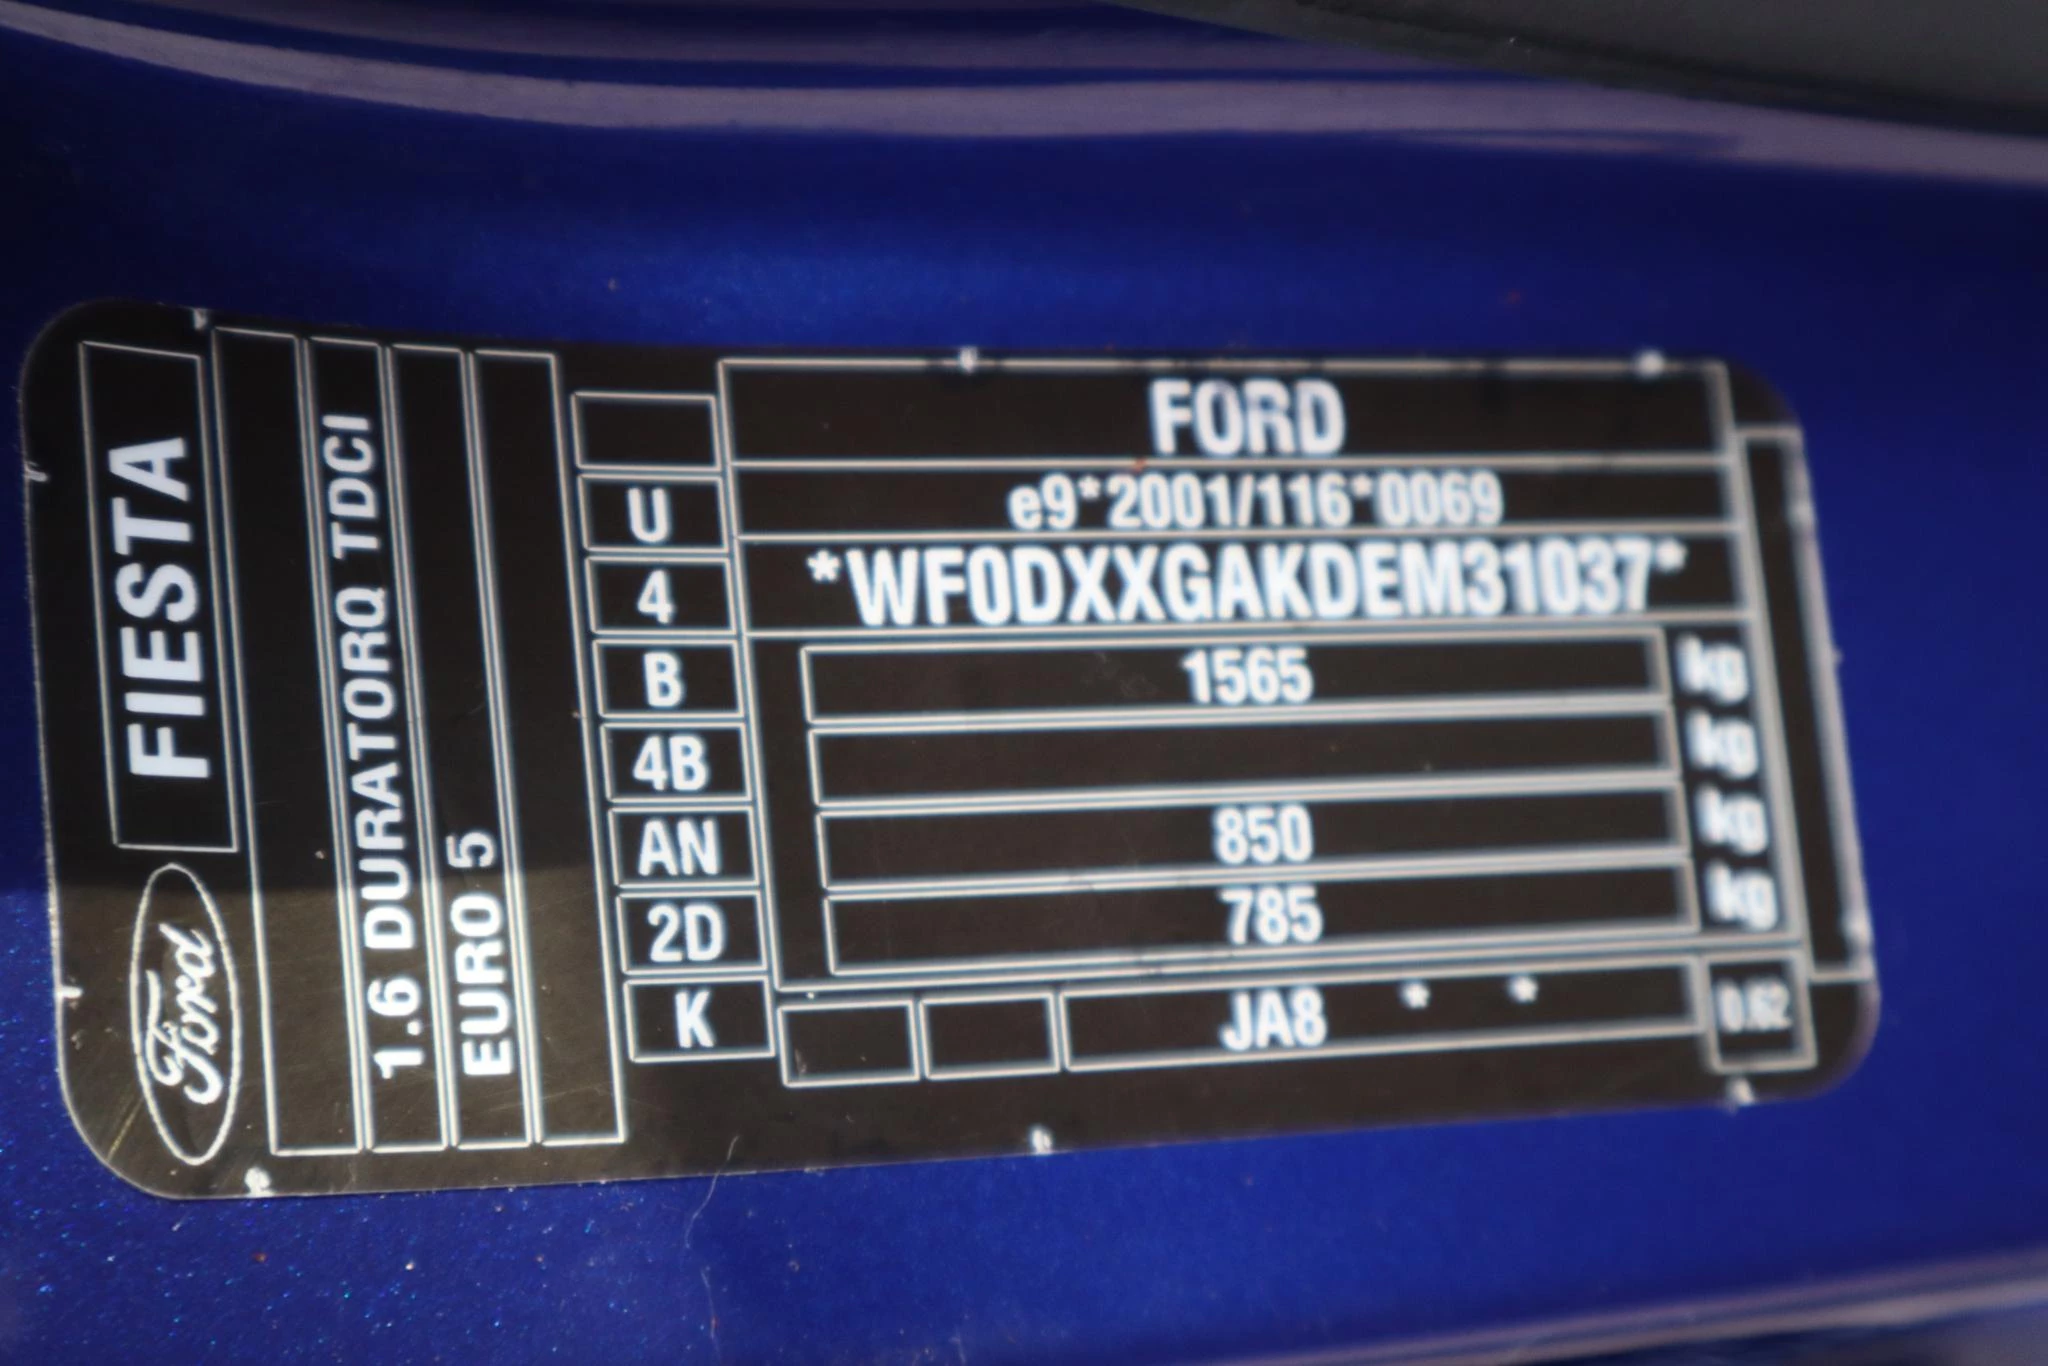 Ford
FIESTA
1.6 DURATORQ TDCI
EURO 5
FORD
U e9*2001/116*0069
4 *WF0DXXGAKDEM31037*
B 1565 kg
4B kg
AN 850 kg
2D 785 kg
K JA8 * * 0.62